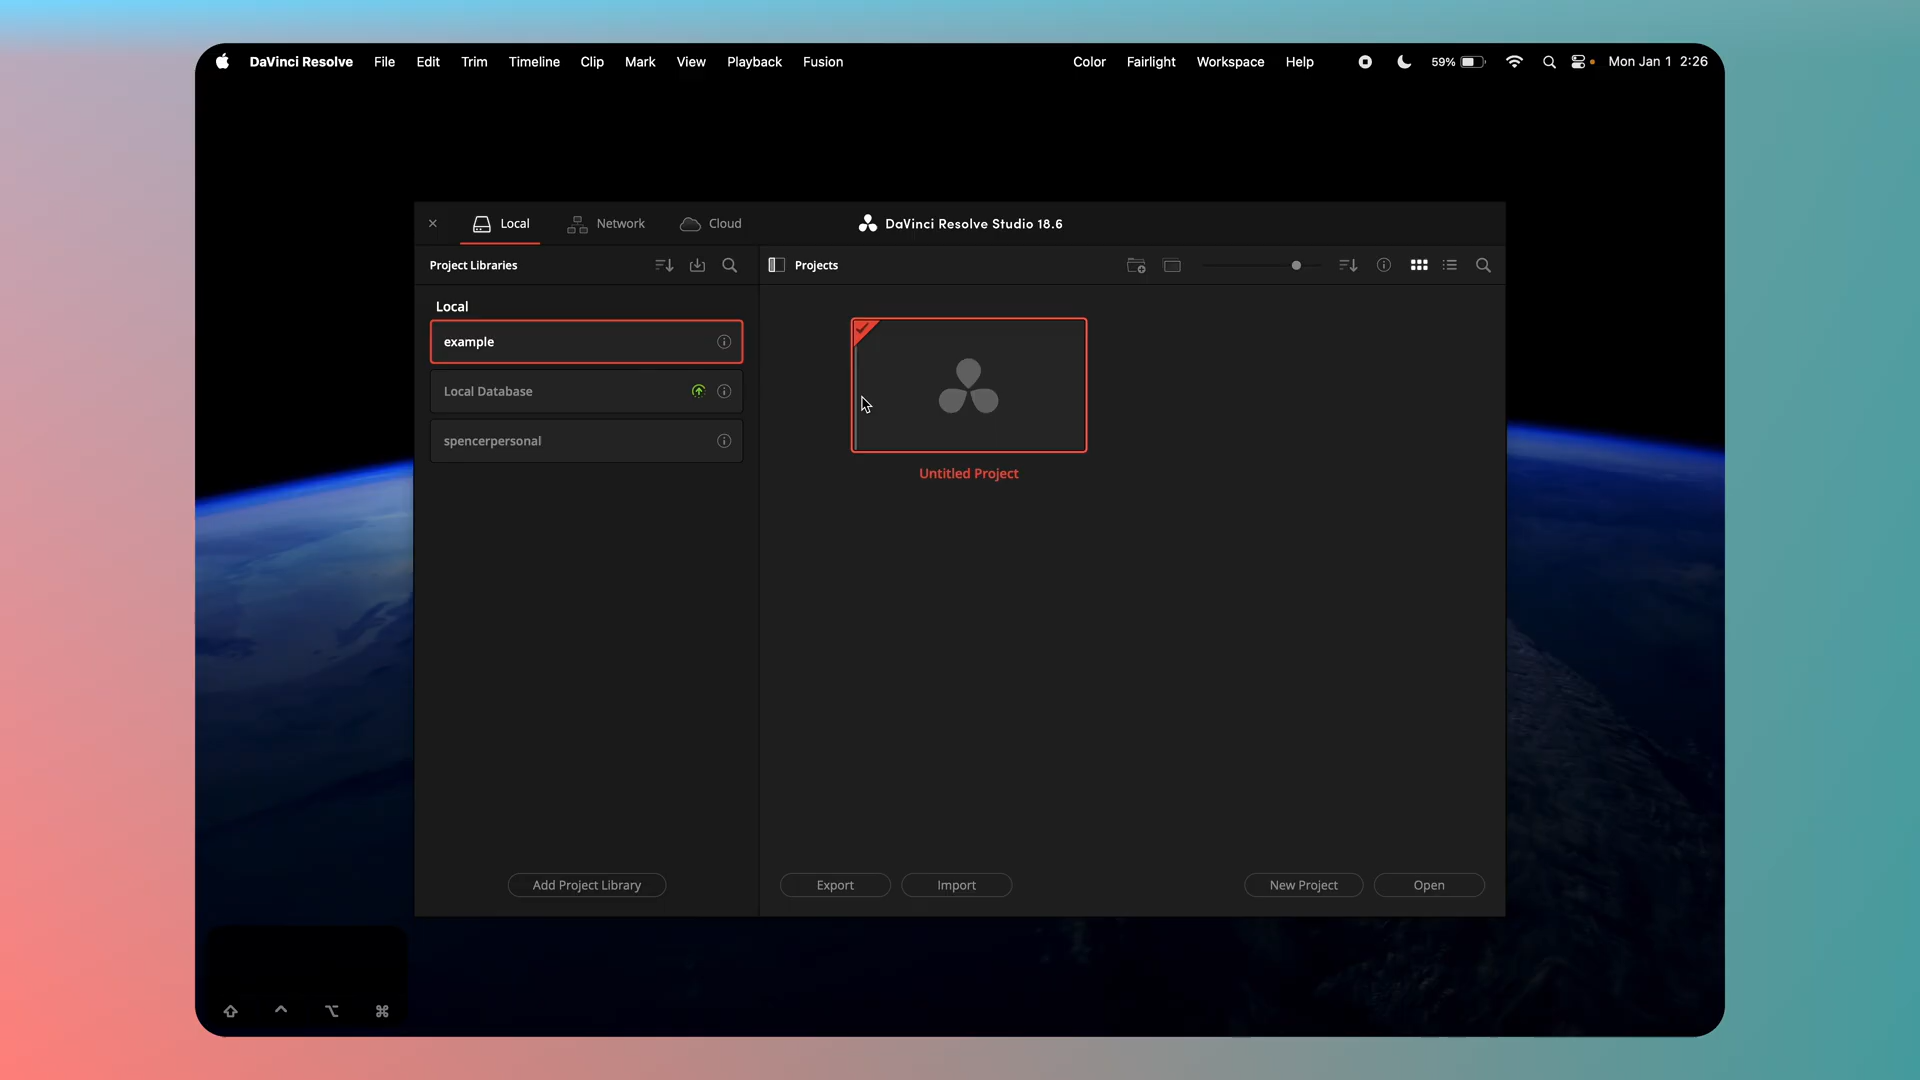 DaVinci Resolve File Edit Trim Timeline Clip Mark View Playback Fusion Color Fairlight Workspace Help 59% Mon Jan 1 2:26
Local Network Cloud DaVinci Resolve Studio 18.6
Project Libraries
Projects
Local
example
Local Database
spencerpersonal
Untitled Project
Add Project Library
Export Import New Project Open